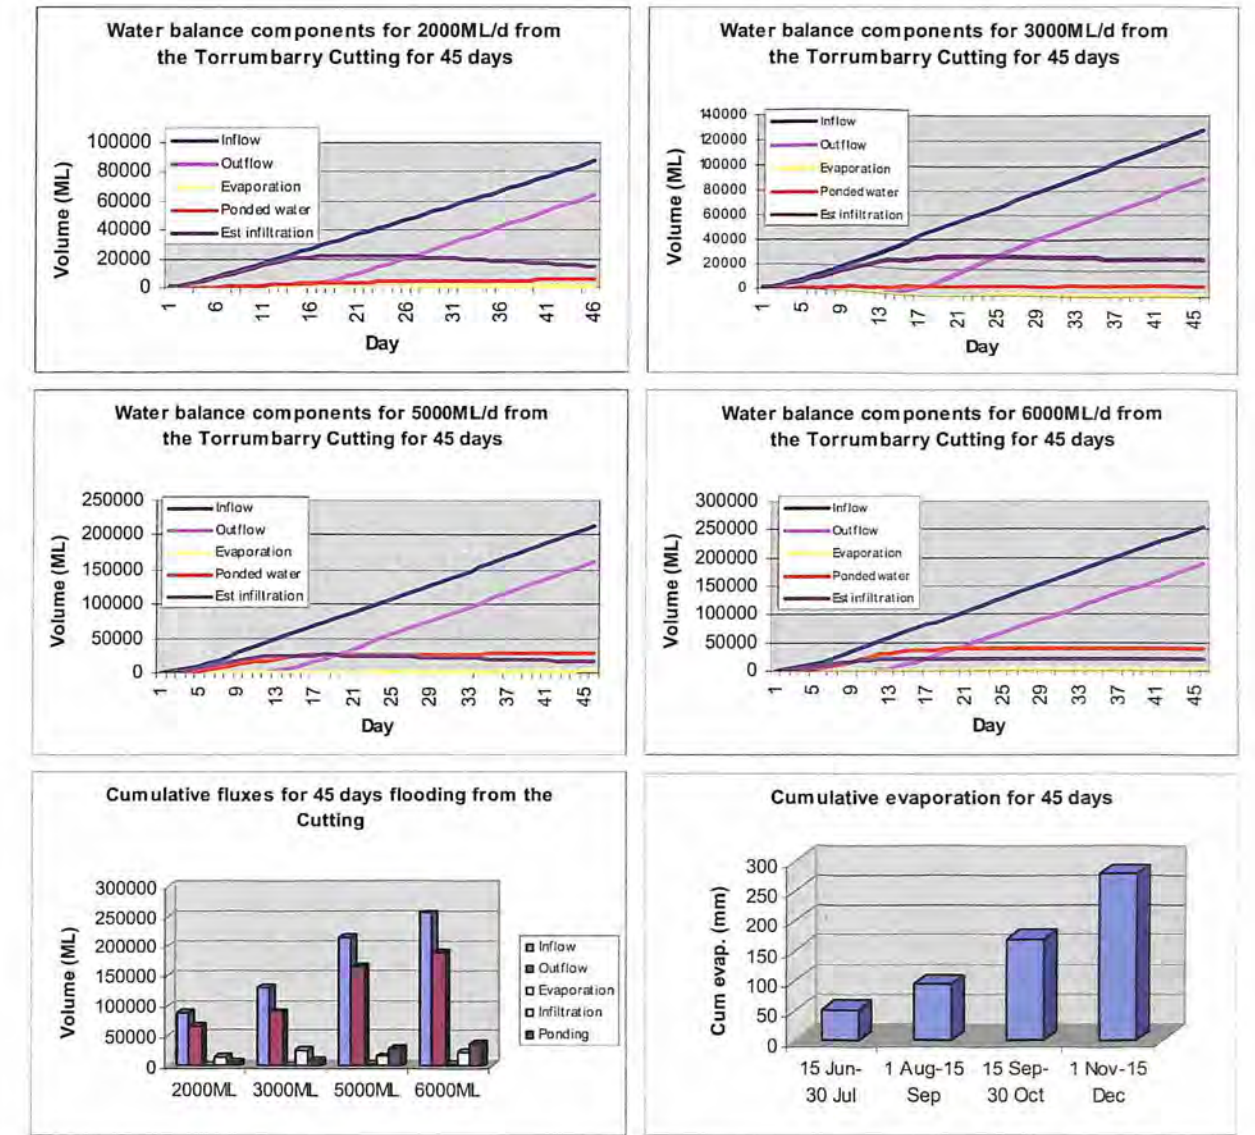 Water balance components for 2000ML/d from
the Torrumbarry Cutting for 45 days
100000
80000
60000
40000
20000
0
Volume (ML)
Inflow
Outflow
Evaporation
Ponded water
Est infiltration
1 6 11 16 21 26 31 36 41 46
Day
Water balance components for 3000ML/d from
the Torrumbarry Cutting for 45 days
140000
120000
100000
80000
60000
40000
20000
0
Volume (ML)
Inflow
Outflow
Evaporation
Ponded water
Est infiltration
1 5 9 13 17 21 25 29 33 37 41 45
Day
Water balance components for 5000ML/d from
the Torrumbarry Cutting for 45 days
250000
200000
150000
100000
50000
0
Volume (ML)
Inflow
Outflow
Evaporation
Ponded water
Est infiltration
1 5 9 13 17 21 25 29 33 37 41 45
Day
Water balance components for 6000ML/d from
the Torrumbarry Cutting for 45 days
300000
250000
200000
150000
100000
50000
0
Volume (ML)
Inflow
Outflow
Evaporation
Ponded water
Est infiltration
1 5 9 13 17 21 25 29 33 37 41 45
Day
Cumulative fluxes for 45 days flooding from the
Cutting
300000
250000
200000
150000
100000
50000
0
Volume (ML)
2000ML 3000ML 5000ML 6000ML
Inflow
Outflow
Evaporation
Infiltration
Ponding
Cumulative evaporation for 45 days
300
250
200
150
100
50
0
Cum evap. (mm)
15 Jun- 1 Aug-15 15 Sep- 1 Nov-15
30 Jul Sep 30 Oct Dec